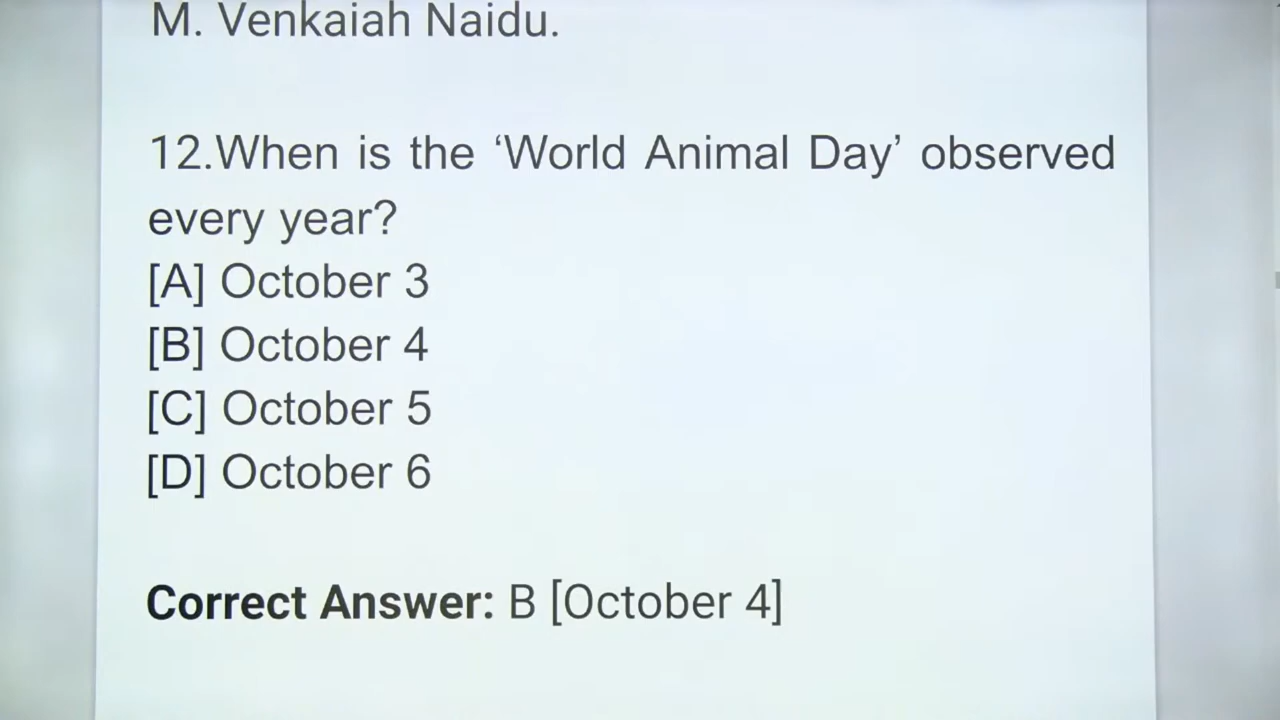 M. Venkaiah Naidu.
12.When is the ‘World Animal Day’ observed
every year?
[A] October 3
[B] October 4
[C] October 5
[D] October 6
Correct Answer: B [October 4]